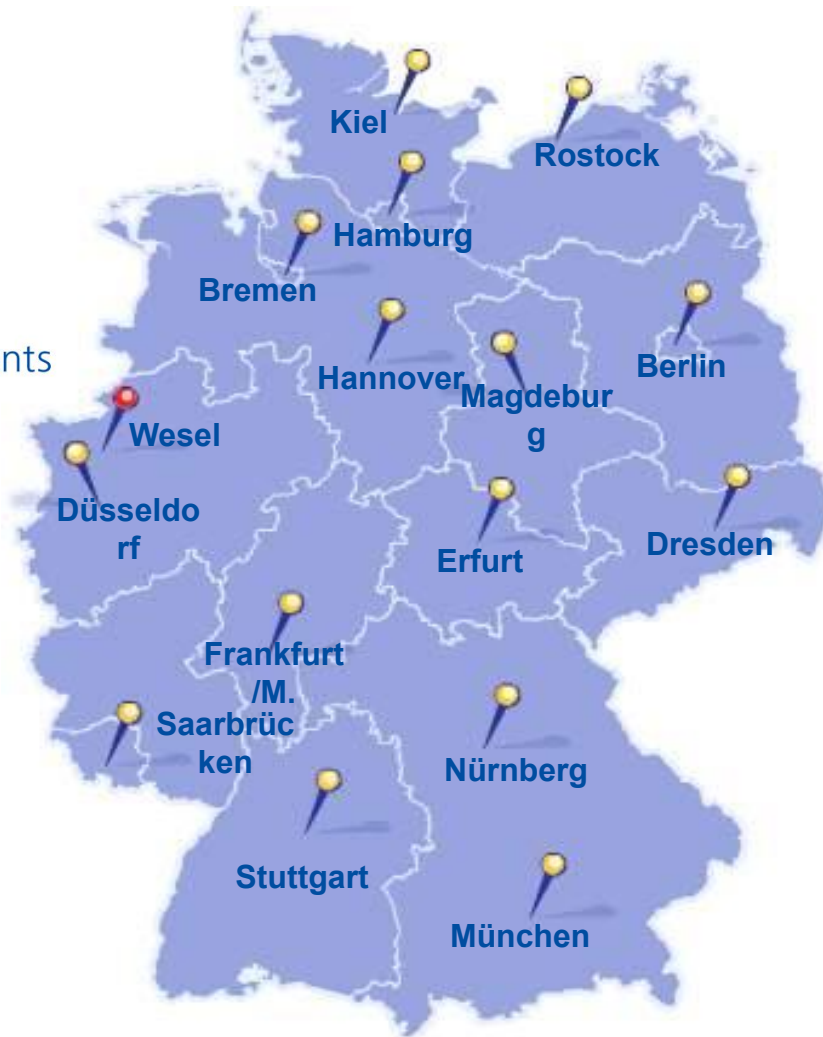 Kiel
Rostock
Hamburg
Bremen
nts
Hannover
Magdebur
g
Berlin
Wesel
Düsseldo
rf
Erfurt
Dresden
Frankfurt
/M.
Saarbrüc
ken
Nürnberg
Stuttgart
München